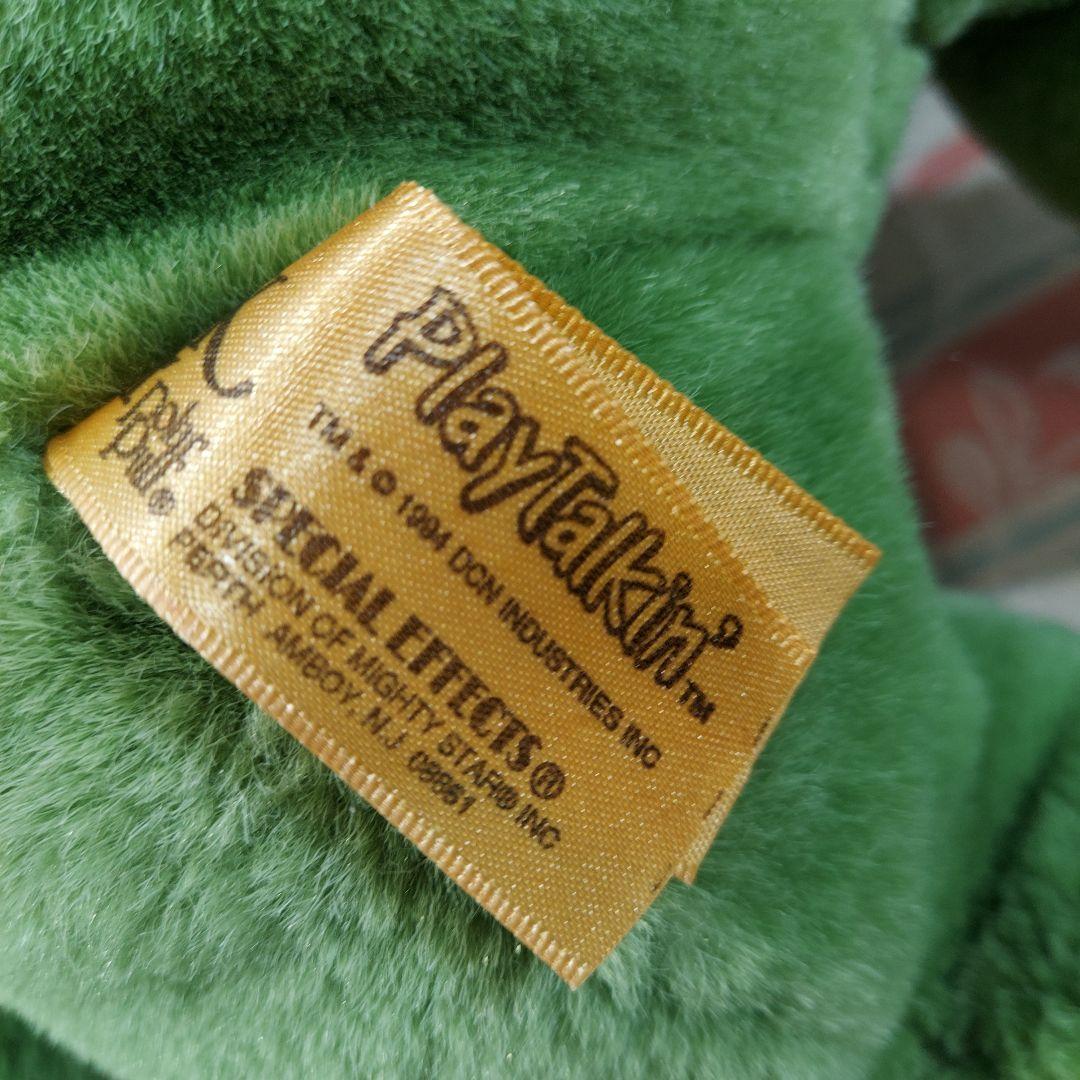 PlayTalkin'™
TM & © 1994 DCN INDUSTRIES INC
SPECIAL EFFECTS®
DIVISION OF MIGHTY STAR® INC
PERTH AMBOY, N.J. 08861